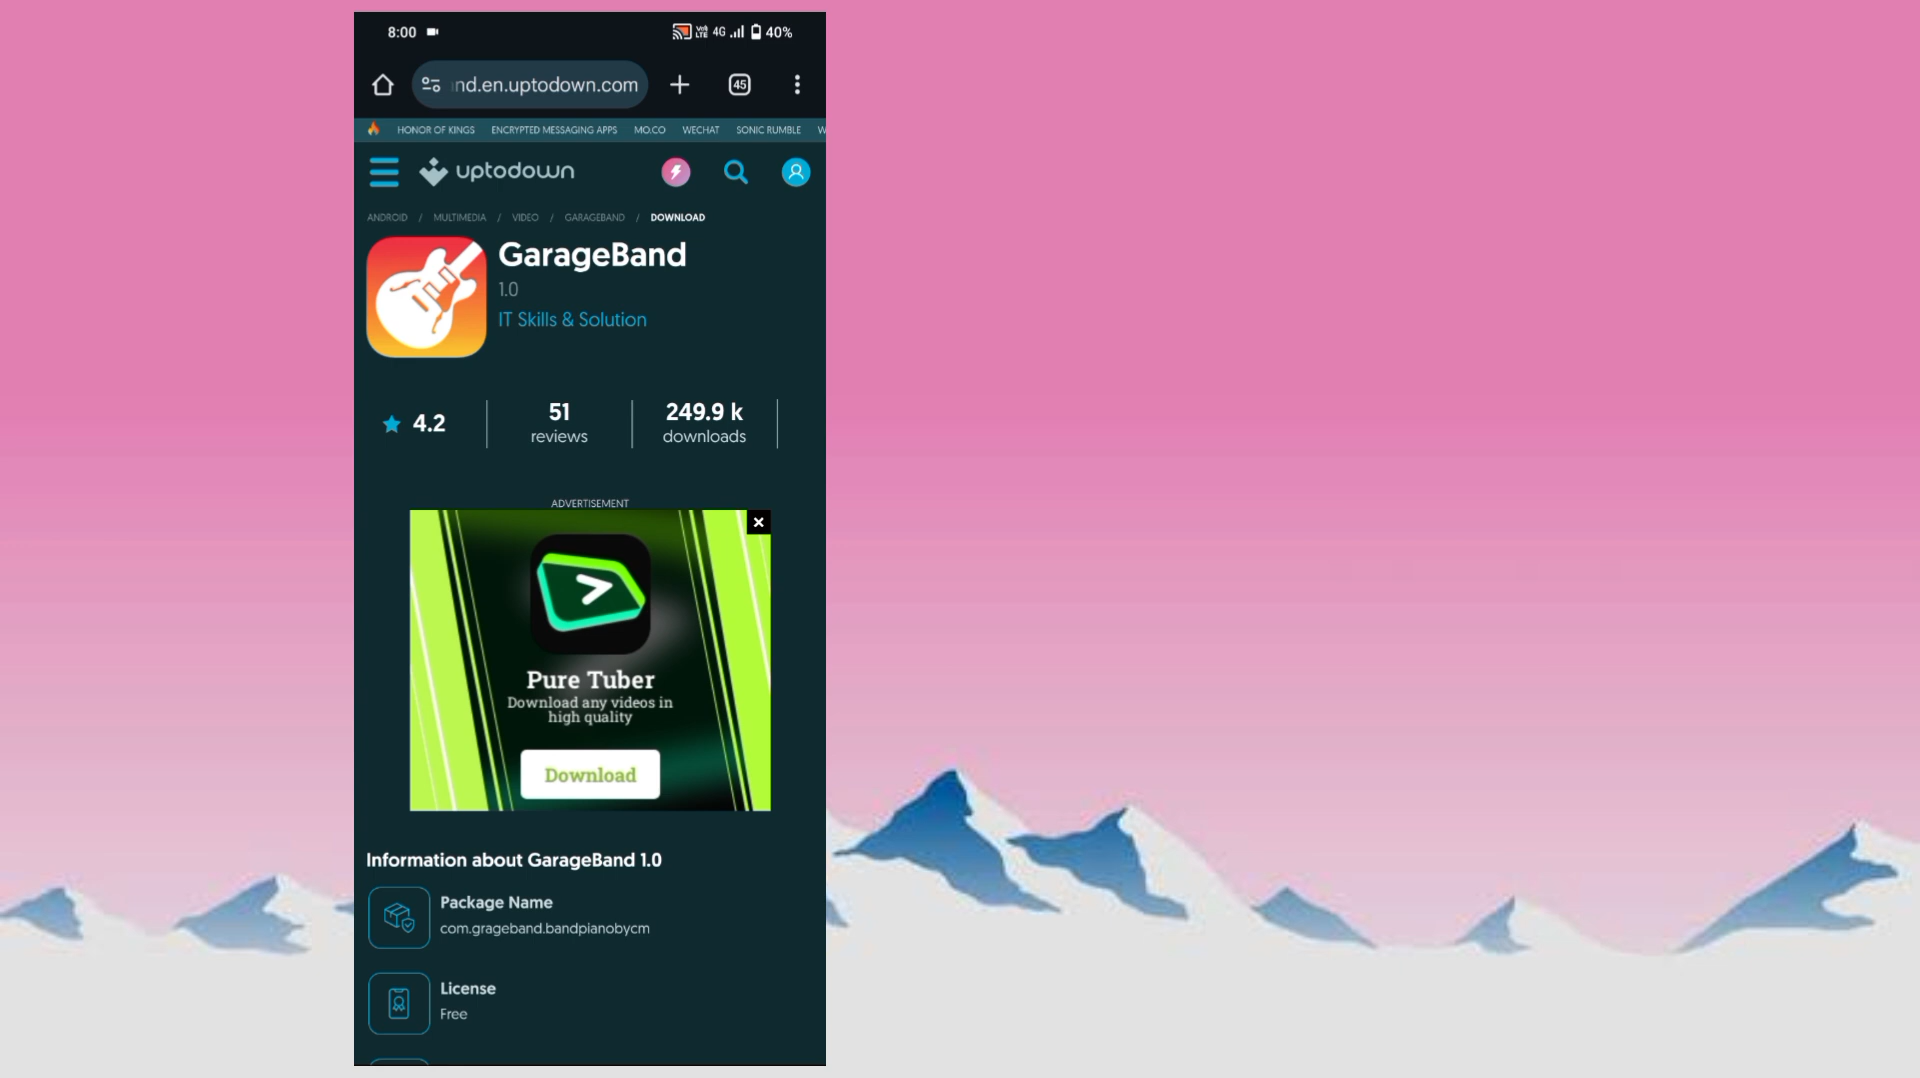 8:00 Vo) LTE 4G 40%
nd.en.uptodown.com 45
HONOR OF KINGS ENCRYPTED MESSAGING APPS MO.CO WECHAT SONIC RUMBLE W
uptodown
ANDROID / MULTIMEDIA / VIDEO / GARAGEBAND / DOWNLOAD
GarageBand
1.0
IT Skills & Solution
4.2
51
reviews
249.9 k
downloads
ADVERTISEMENT
Pure Tuber
Download any videos in
high quality
Download
Information about GarageBand 1.0
Package Name
com.grageband.bandpianobycm
License
Free